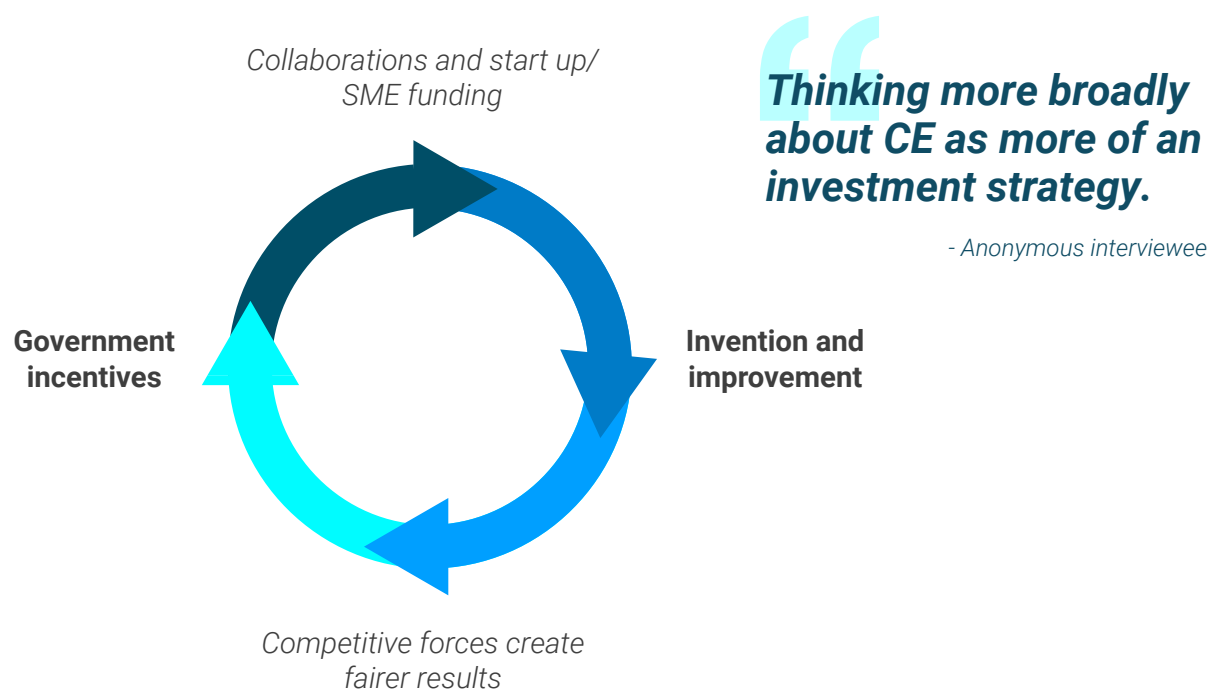 Collaborations and start up/
SME funding
“
Thinking more broadly
about CE as more of an
investment strategy.
- Anonymous interviewee
Government
incentives
Invention and
improvement
Competitive forces create
fairer results